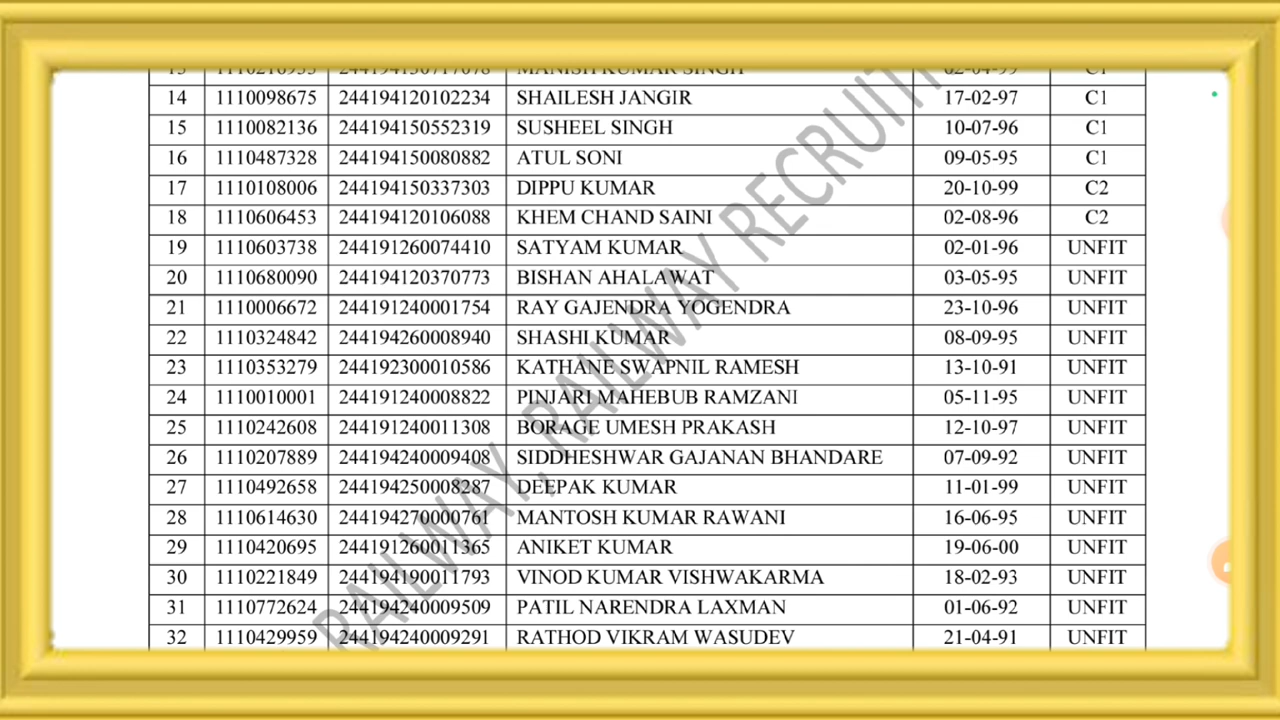 14 1110098675 244194120102234 SHAILESH JANGIR 17-02-97 C1
15 1110082136 244194150552319 SUSHEEL SINGH 10-07-96 C1
16 1110487328 244194150080882 ATUL SONI 09-05-95 C1
17 1110108006 244194150337303 DIPPU KUMAR 20-10-99 C2
18 1110606453 244194120106088 KHEM CHAND SAINI 02-08-96 C2
19 1110603738 244191260074410 SATYAM KUMAR 02-01-96 UNFIT
20 1110680090 244194120370773 BISHAN AHALAWAT 03-05-95 UNFIT
21 1110006672 244191240001754 RAY GAJENDRA YOGENDRA 23-10-96 UNFIT
22 1110324842 244194260008940 SHASHI KUMAR 08-09-95 UNFIT
23 1110353279 244192300010586 KATHANE SWAPNIL RAMESH 13-10-91 UNFIT
24 1110010001 244191240008822 PINJARI MAHEBUB RAMZANI 05-11-95 UNFIT
25 1110242608 244191240011308 BORAGE UMESH PRAKASH 12-10-97 UNFIT
26 1110207889 244194240009408 SIDDHESHWAR GAJANAN BHANDARE 07-09-92 UNFIT
27 1110492658 244194250008287 DEEPAK KUMAR 11-01-99 UNFIT
28 1110614630 244194270000761 MANTOSH KUMAR RAWANI 16-06-95 UNFIT
29 1110420695 244191260011365 ANIKET KUMAR 19-06-00 UNFIT
30 1110221849 244194190011793 VINOD KUMAR VISHWAKARMA 18-02-93 UNFIT
31 1110772624 244194240009509 PATIL NARENDRA LAXMAN 01-06-92 UNFIT
32 1110429959 244194240009291 RATHOD VIKRAM WASUDEV 21-04-91 UNFIT
RAILWAY, RAILWAY RECRUIT